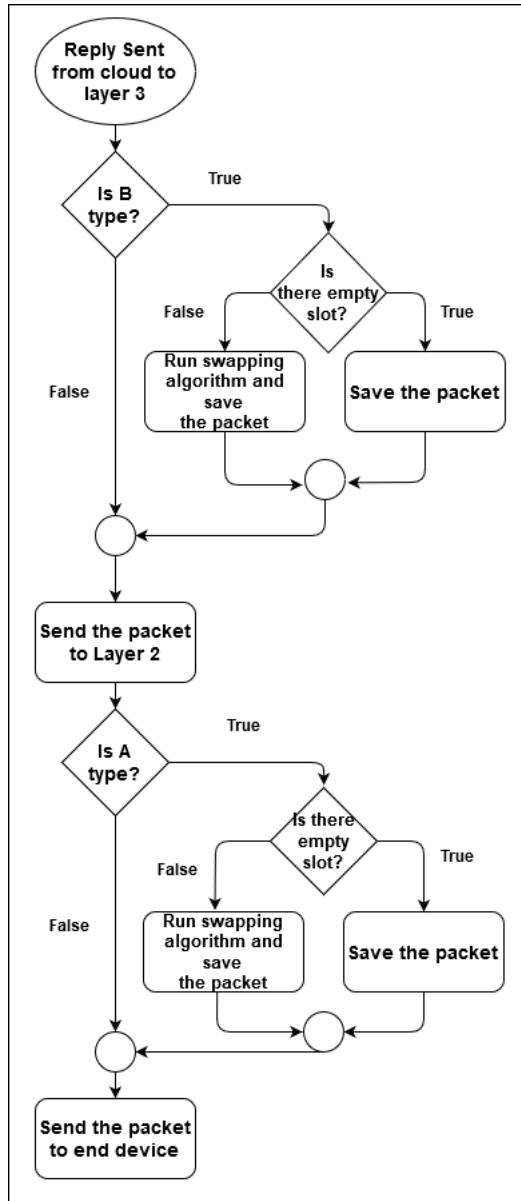 Reply Sent
from cloud to
layer 3
Is B
type?
True
Is
there empty
slot?
False
True
Run swapping
algorithm and
save
the packet
Save the packet
False
Send the packet
to Layer 2
Is A
type?
True
Is there
empty
slot?
False
True
Run swapping
algorithm and
save
the packet
Save the packet
False
Send the packet
to end device